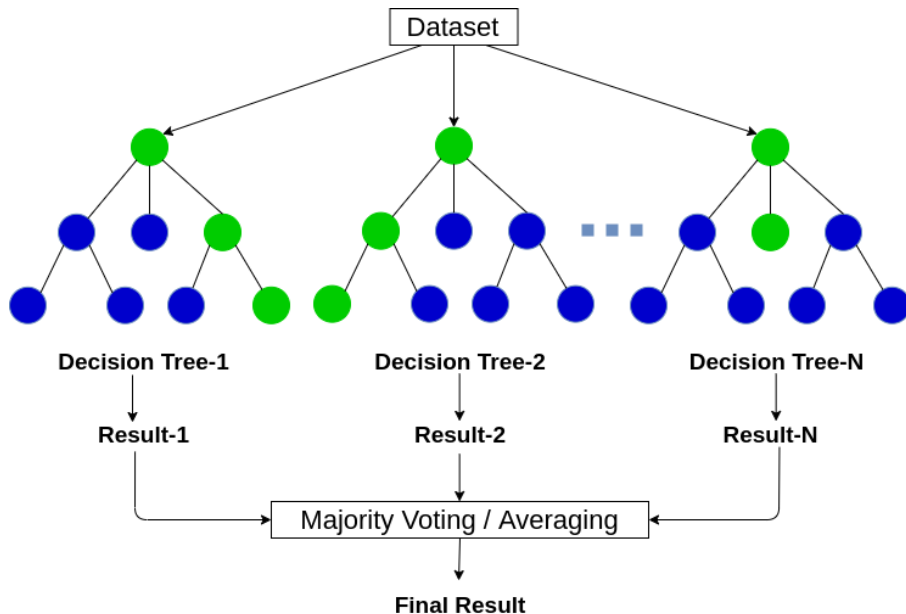 Dataset
Decision Tree-1
Decision Tree-2
Decision Tree-N
Result-1
Result-2
Result-N
Majority Voting / Averaging
Final Result